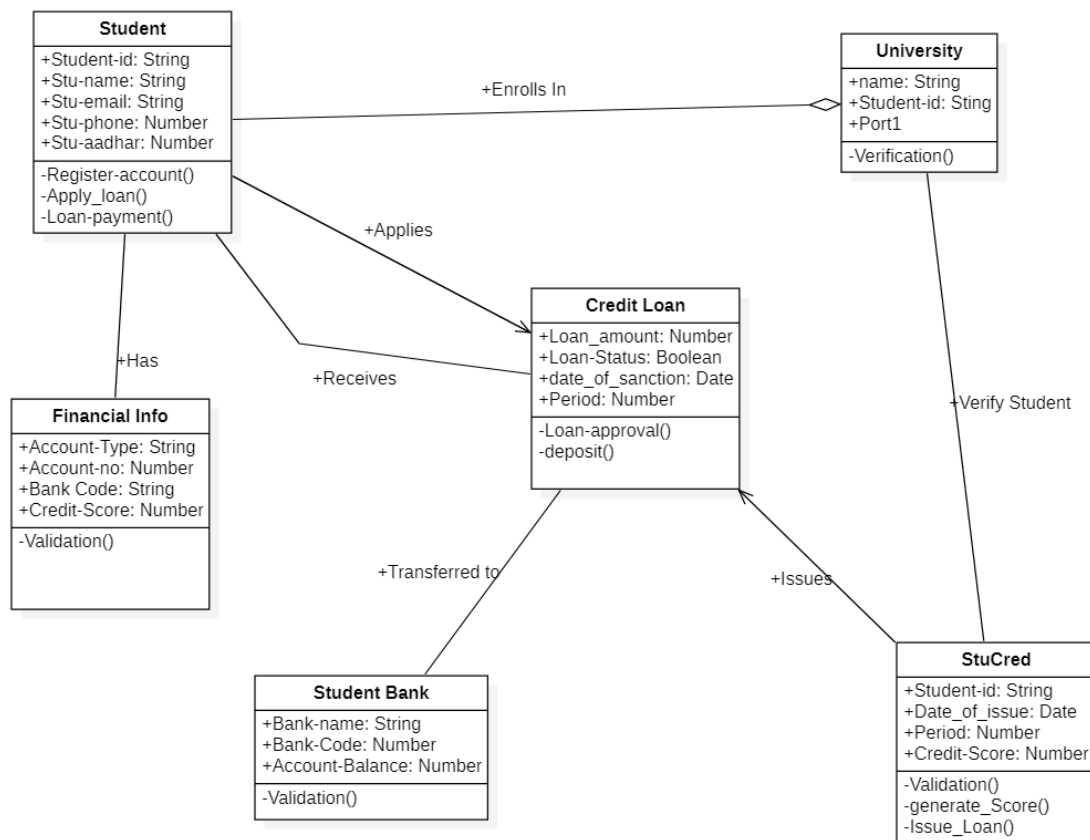 Student
+Student-id: String
+Stu-name: String
+Stu-email: String
+Stu-phone: Number
+Stu-aadhar: Number
-Register-account()
-Apply_loan()
-Loan-payment()
+Enrolls In
University
+name: String
+Student-id: Sting
+Port1
-Verification()
+Applies
+Has
+Receives
Credit Loan
+Loan_amount: Number
+Loan-Status: Boolean
+date_of_sanction: Date
+Period: Number
-Loan-approval()
-deposit()
+Verify Student
Financial Info
+Account-Type: String
+Account-no: Number
+Bank Code: String
+Credit-Score: Number
-Validation()
+Transferred to
+Issues
Student Bank
+Bank-name: String
+Bank-Code: Number
+Account-Balance: Number
-Validation()
StuCred
+Student-id: String
+Date_of_issue: Date
+Period: Number
+Credit-Score: Number
-Validation()
-generate_Score()
-Issue_Loan()